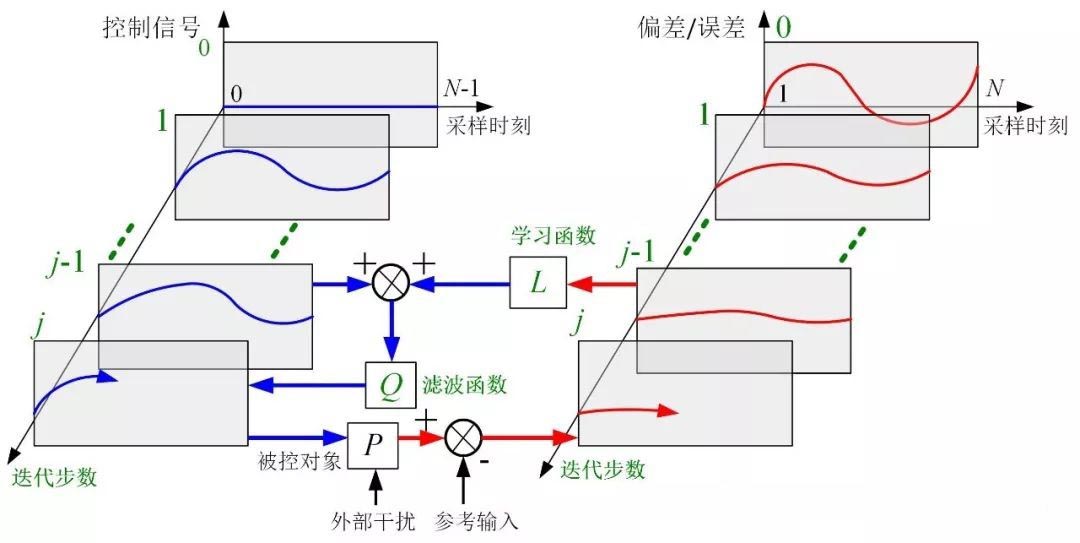 控制信号
0
0
N-1
采样时刻
1
j-1
j
迭代步数
偏差/误差
0
1
N
采样时刻
1
j-1
j
迭代步数
学习函数
L
+
+
Q
滤波函数
被控对象
P
+
-
外部干扰
参考输入